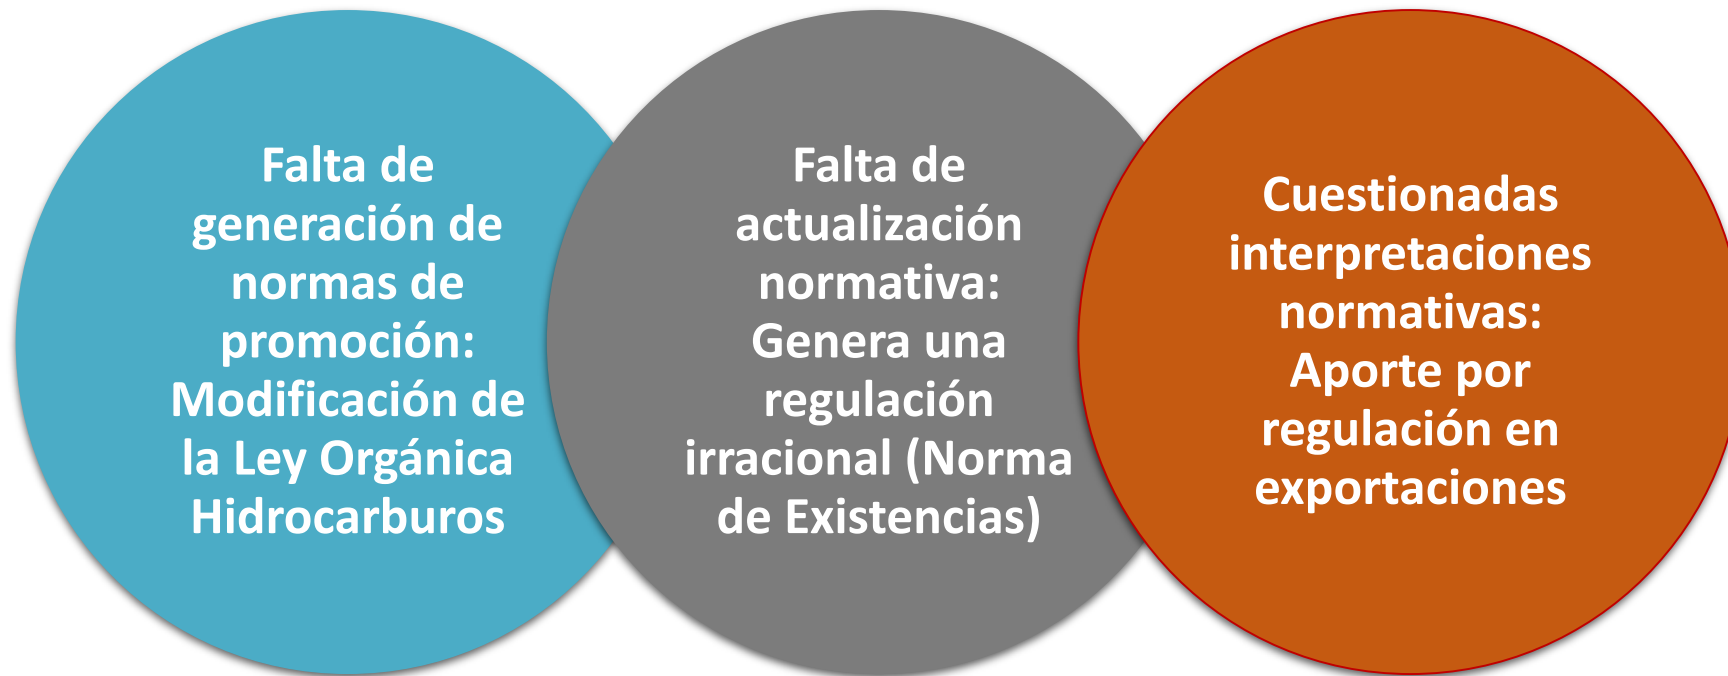 Falta de
generación de
normas de
promoción:
Modificación de
la Ley Orgánica
Hidrocarburos
Falta de
actualización
normativa:
Genera una
regulación
irracional (Norma
de Existencias)
Cuestionadas
interpretaciones
normativas:
Aporte por
regulación en
exportaciones